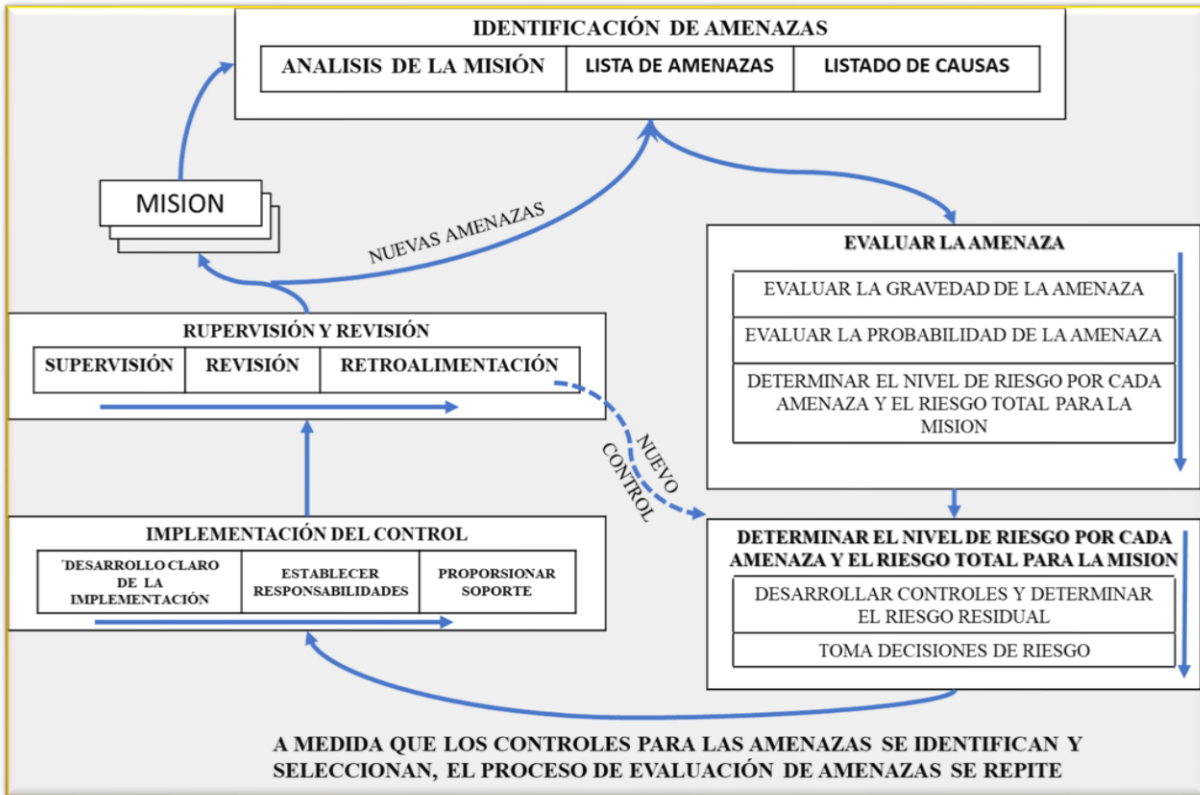 IDENTIFICACIÓN DE AMENAZAS
ANALISIS DE LA MISIÓN
LISTA DE AMENAZAS
LISTADO DE CAUSAS
MISION
NUEVAS AMENAZAS
EVALUAR LA AMENAZA
EVALUAR LA GRAVEDAD DE LA AMENAZA
EVALUAR LA PROBABILIDAD DE LA AMENAZA
DETERMINAR EL NIVEL DE RIESGO POR CADA
AMENAZA Y EL RIESGO TOTAL PARA LA
MISION
RUPERVISIÓN Y REVISIÓN
SUPERVISIÓN
REVISIÓN
RETROALIMENTACIÓN
NUEVO
CONTROL
DETERMINAR EL NIVEL DE RIESGO POR CADA
AMENAZA Y EL RIESGO TOTAL PARA LA MISION
DESARROLLAR CONTROLES Y DETERMINAR
EL RIESGO RESIDUAL
TOMA DECISIONES DE RIESGO
IMPLEMENTACIÓN DEL CONTROL
´DESARROLLO CLARO
DE LA
IMPLEMENTACIÓN
ESTABLECER
RESPONSABILIDADES
PROPORSIONAR
SOPORTE
A MEDIDA QUE LOS CONTROLES PARA LAS AMENAZAS SE IDENTIFICAN Y
SELECCIONAN, EL PROCESO DE EVALUACIÓN DE AMENAZAS SE REPITE